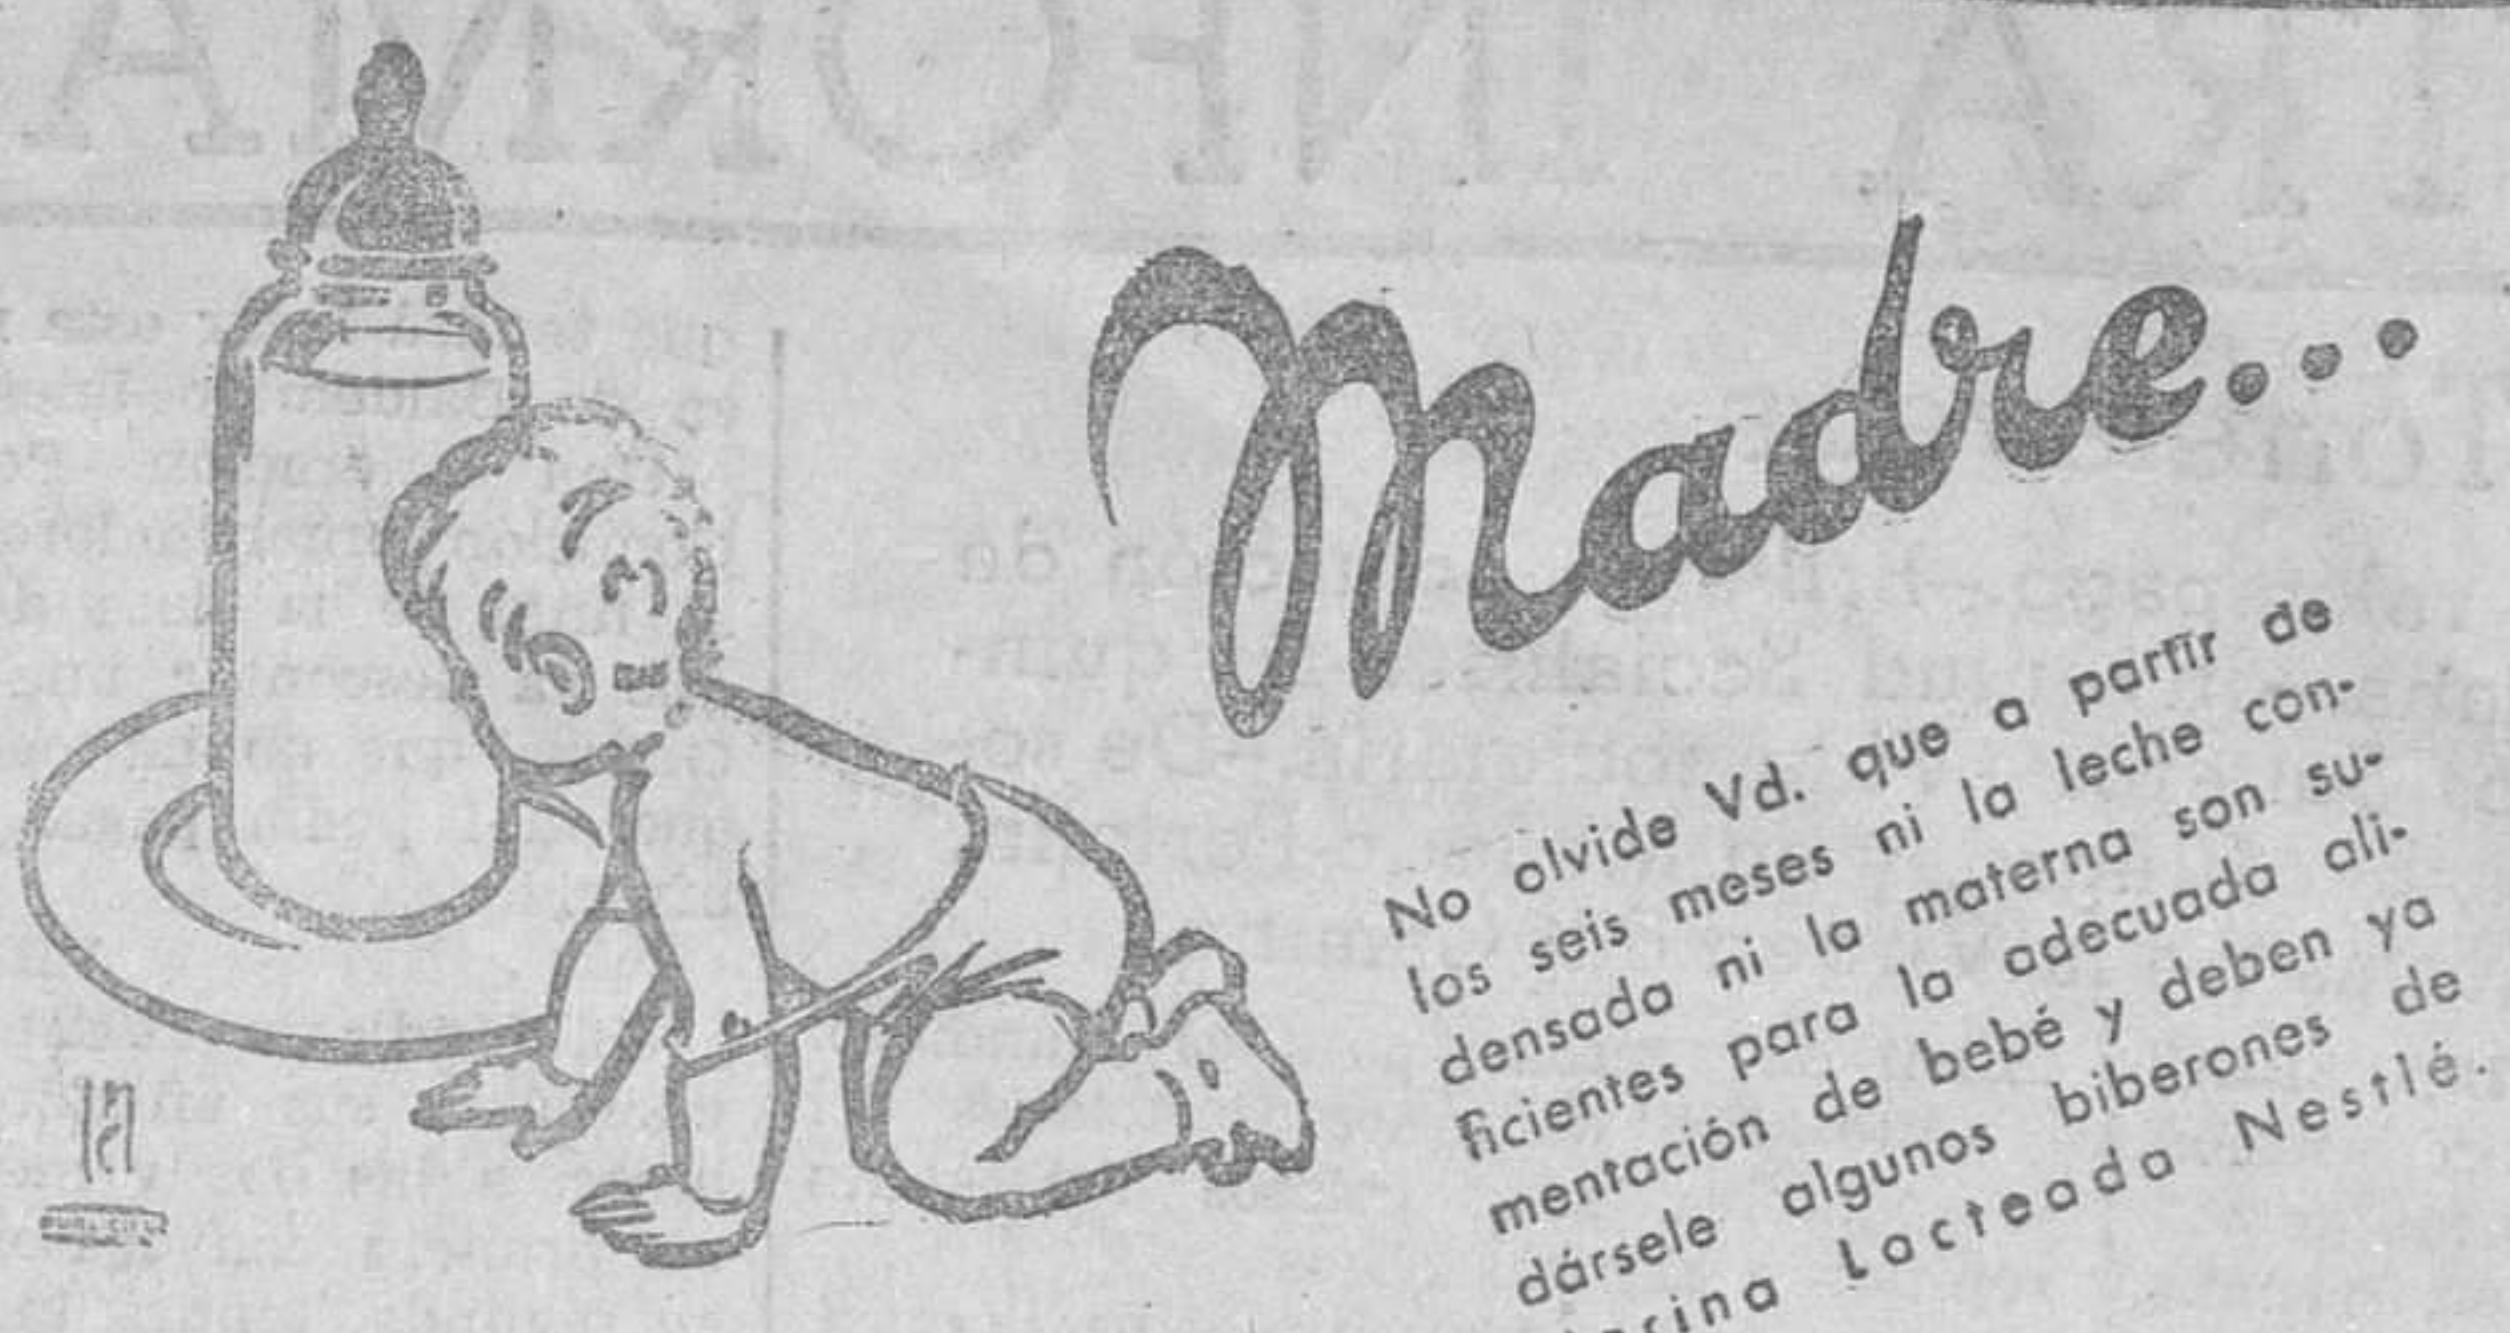 Madre...
No olvide Vd. que a partir de
los seis meses ni la leche con-
densada ni la materna son su-
ficientes para la adecuada ali-
mentación de bebé y deben ya
dársele algunos biberones de
Lacteada Nestlé.